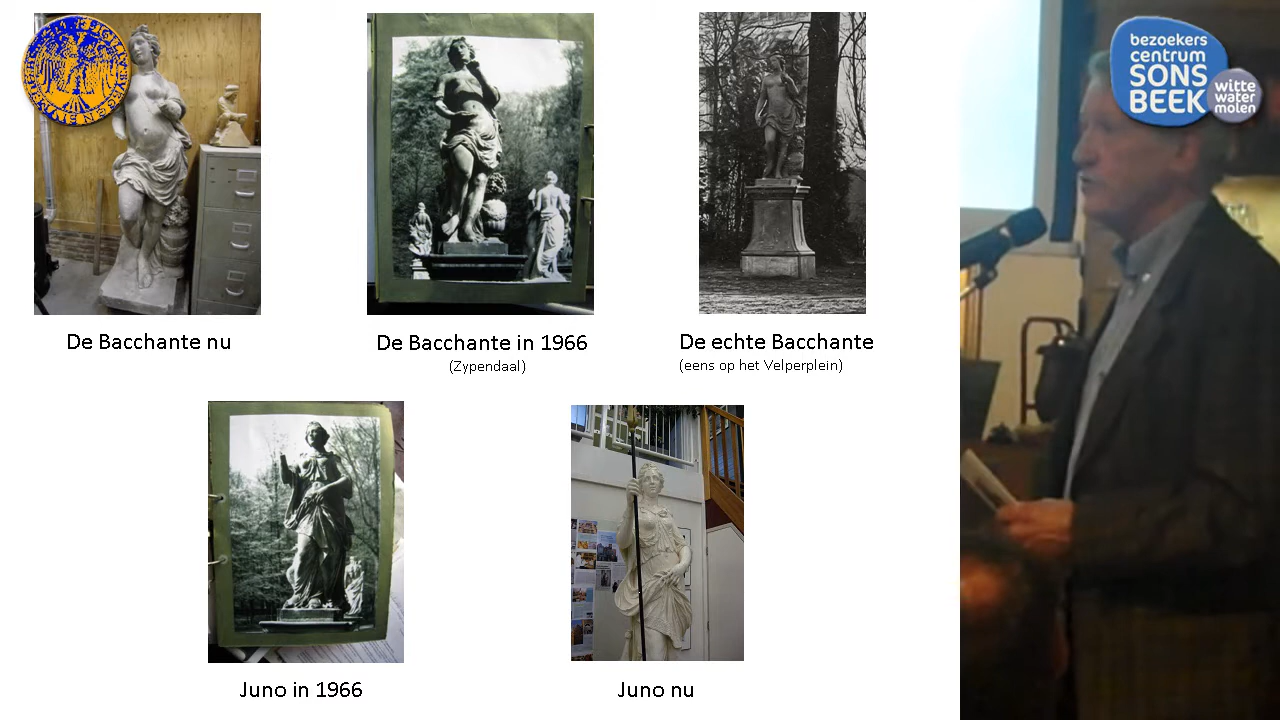 bezoekers
centrum
SONS
BEEK
witte
water
molen
De Bacchante nu
De Bacchante in 1966
(Zypendaal)
De echte Bacchante
(eens op het Velperplein)
Juno in 1966
Juno nu